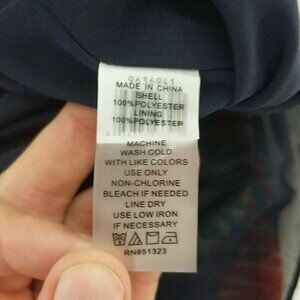 0636941
MADE IN CHINA
SHELL
100%POLYESTER
LINING
100%POLYESTER
MACHINE
WASH COLD
WITH LIKE COLORS
USE ONLY
NON-CHLORINE
BLEACH IF NEEDED
LINE DRY
USE LOW IRON
IF NECESSARY
RN#51323